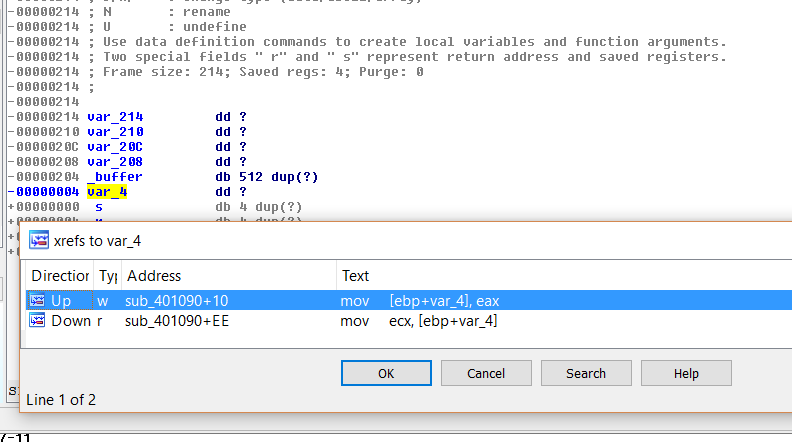 -00000214 ; N : rename
-00000214 ; U : undefine
-00000214 ; Use data definition commands to create local variables and function arguments.
-00000214 ; Two special fields " r" and " s" represent return address and saved registers.
-00000214 ; Frame size: 214; Saved regs: 4; Purge: 0
-00000214 ;
-00000214
-00000214 var_214 dd ?
-00000210 var_210 dd ?
-0000020C var_20C dd ?
-00000208 var_208 dd ?
-00000204 _buffer db 512 dup(?)
-00000004 var_4 dd ?
+00000000 s db 4 dup(?)
xrefs to var_4
Direction Typ Address Text
Up w sub_401090+10 mov [ebp+var_4], eax
Down r sub_401090+EE mov ecx, [ebp+var_4]
OK Cancel Search Help
Line 1 of 2
7-11